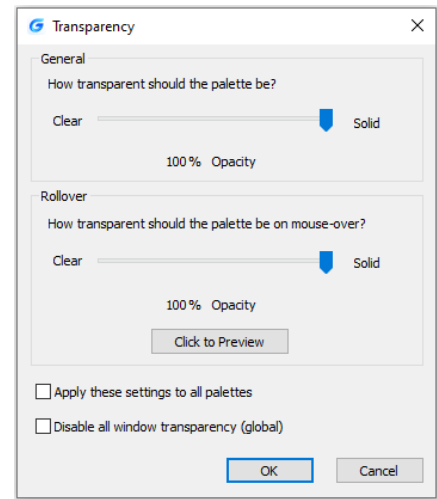 Transparency
General
How transparent should the palette be?
Clear Solid
100 % Opacity
Rollover
How transparent should the palette be on mouse-over?
Clear Solid
100 % Opacity
Click to Preview
Apply these settings to all palettes
Disable all window transparency (global)
OK Cancel